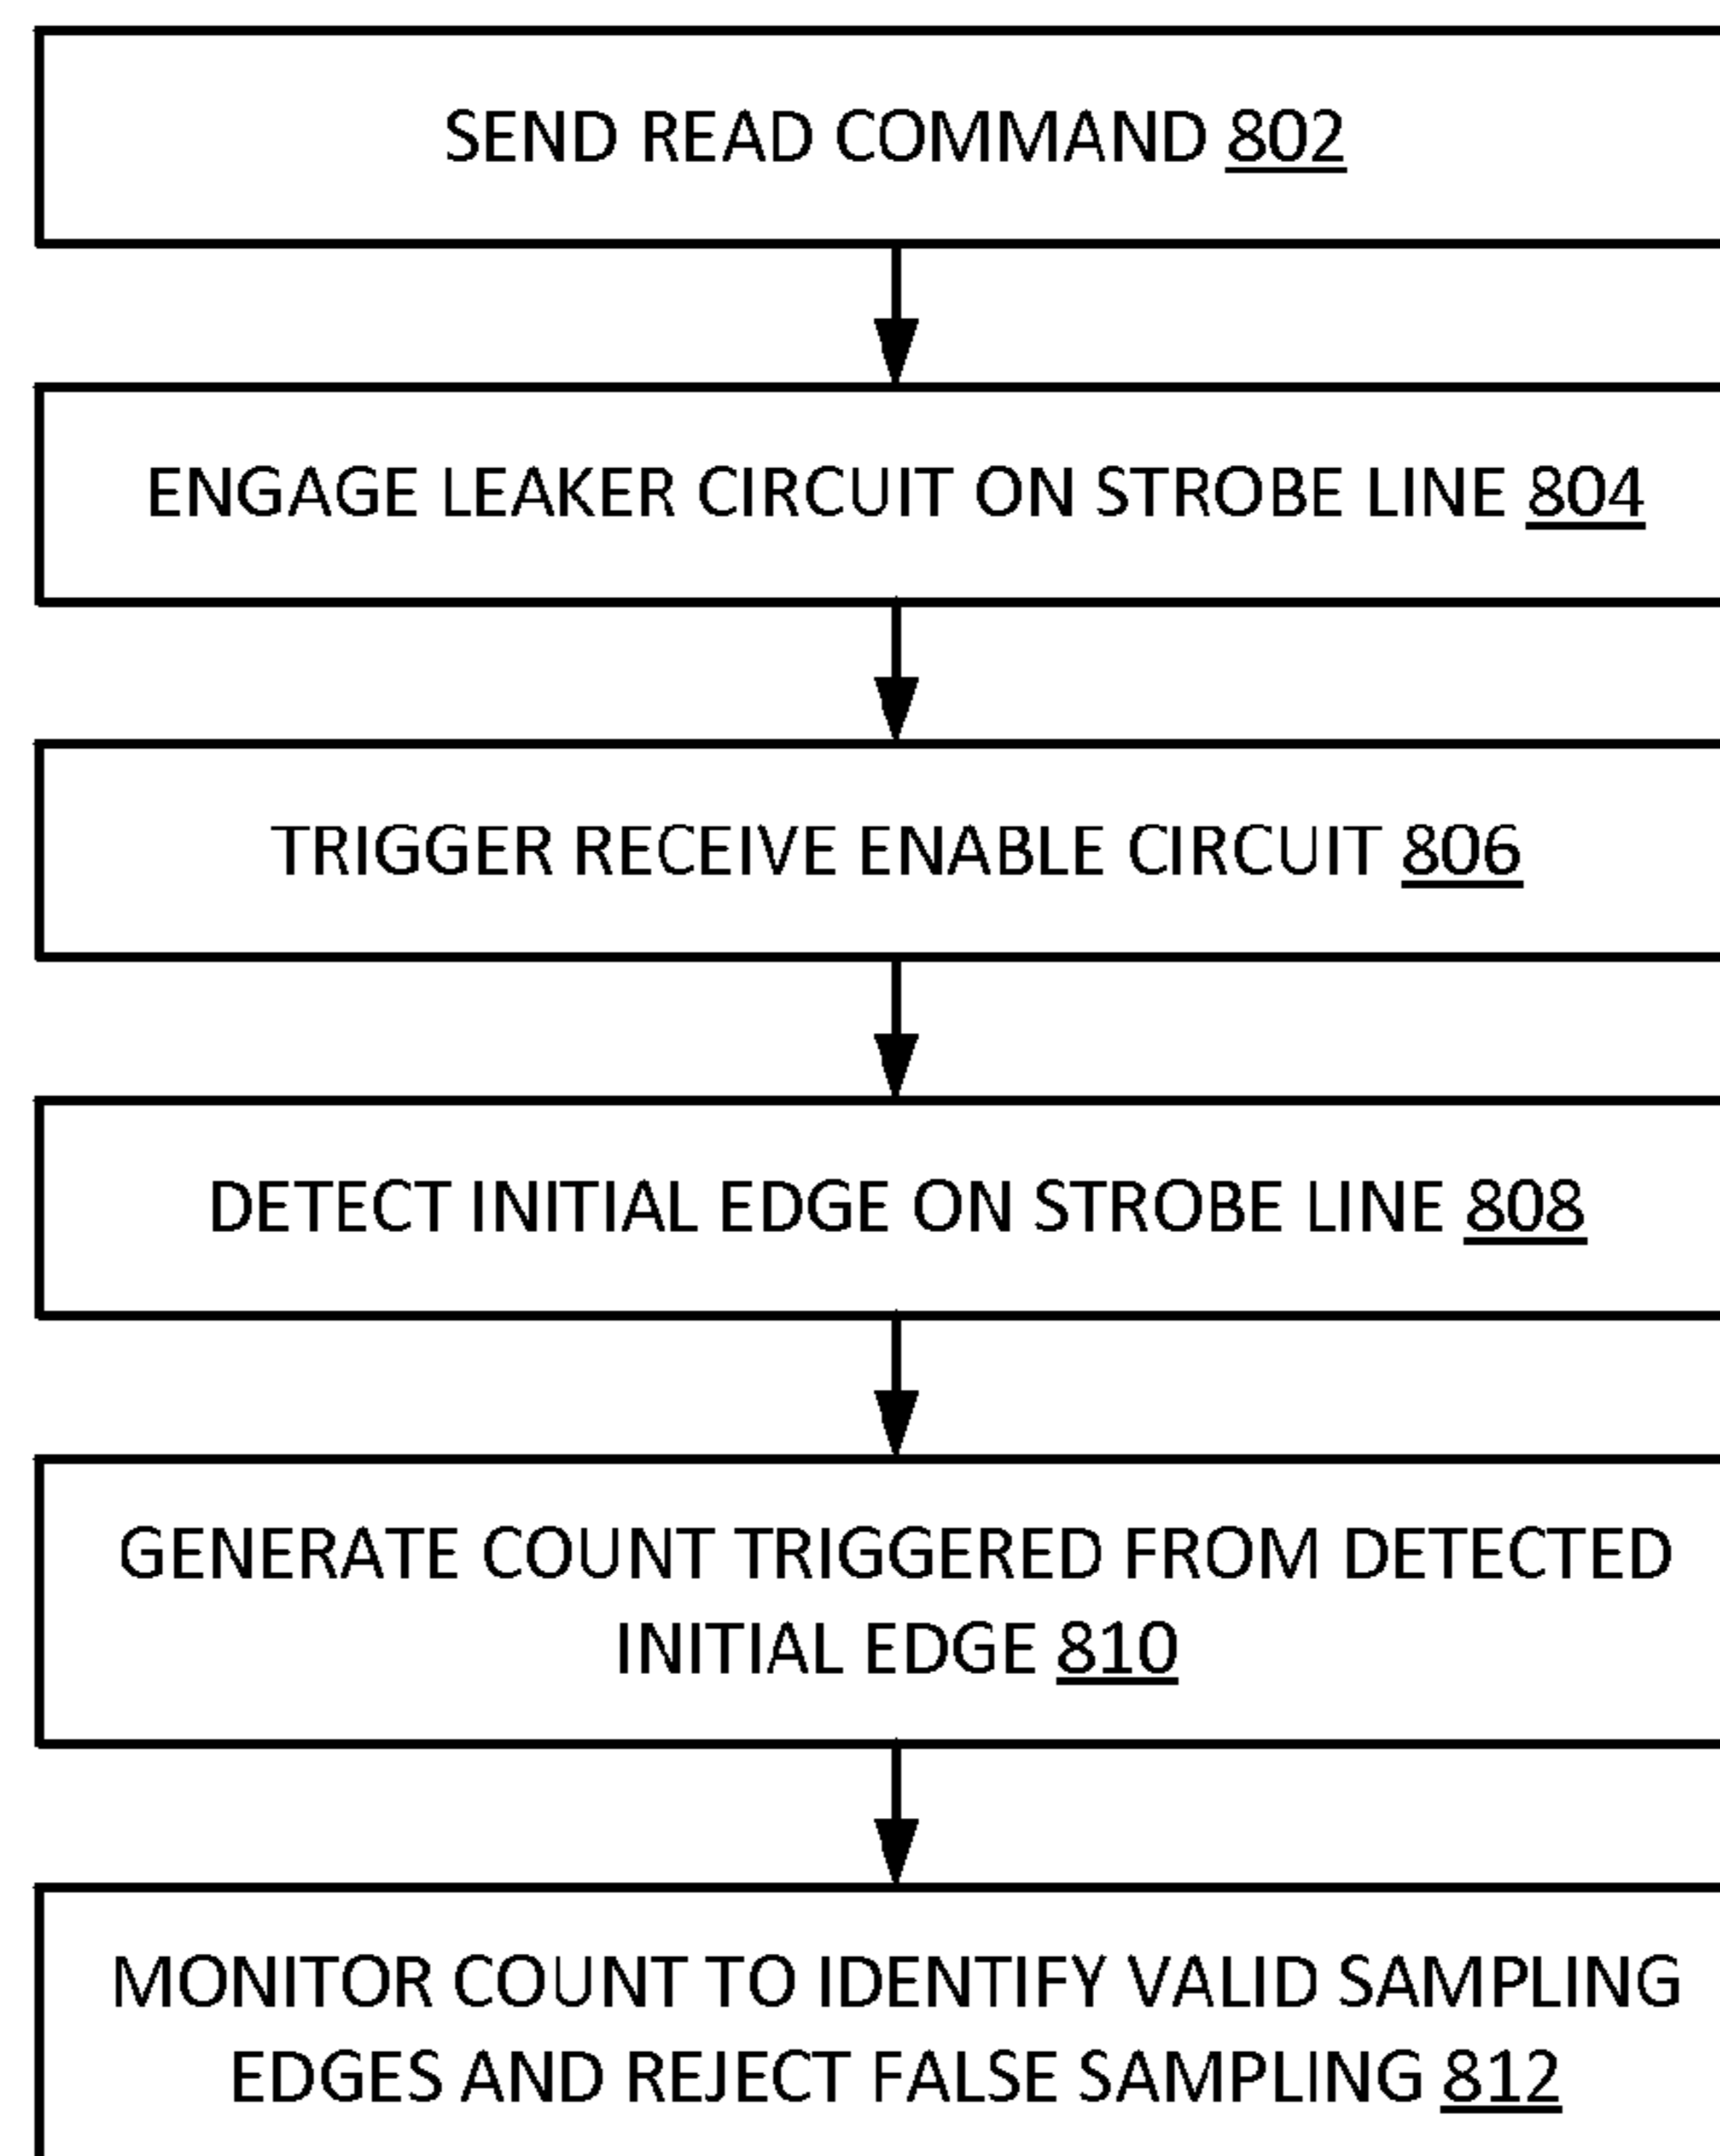 SEND READ COMMAND 802
ENGAGE LEAKER CIRCUIT ON STROBE LINE 804
TRIGGER RECEIVE ENABLE CIRCUIT 806
DETECT INITIAL EDGE ON STROBE LINE 808
GENERATE COUNT TRIGGERED FROM DETECTED
INITIAL EDGE 810
MONITOR COUNT TO IDENTIFY VALID SAMPLING
EDGES AND REJECT FALSE SAMPLING 812